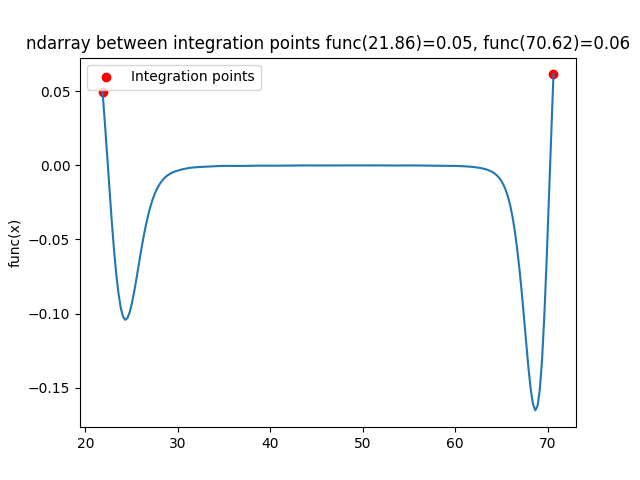 ndarray between integration points func(21.86)=0.05, func(70.62)=0.06
Integration points
func(x)
0.05
0.00
−0.05
−0.10
−0.15
20 30 40 50 60 70